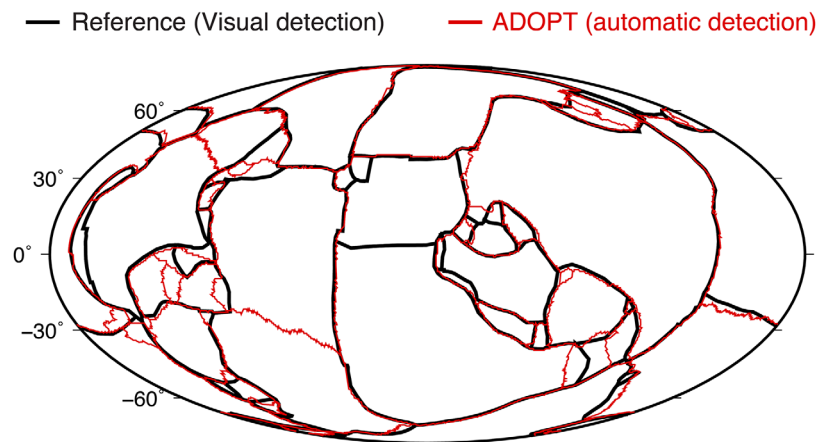 Reference (Visual detection)
ADOPT (automatic detection)
60°
30°
0°
−30°
−60°